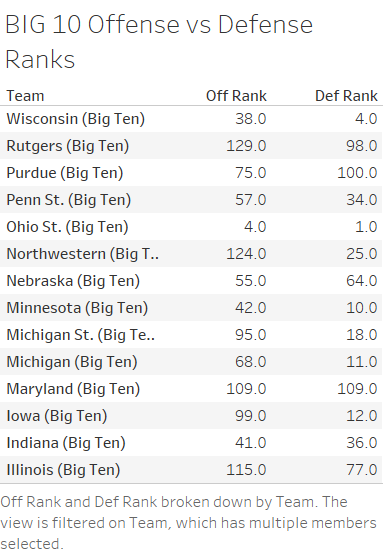 BIG 10 Offense vs Defense
Ranks
Team Off Rank Def Rank
Wisconsin (Big Ten) 38.0 4.0
Rutgers (Big Ten) 129.0 98.0
Purdue (Big Ten) 75.0 100.0
Penn St. (Big Ten) 57.0 34.0
Ohio St. (Big Ten) 4.0 1.0
Northwestern (Big T.. 124.0 25.0
Nebraska (Big Ten) 55.0 64.0
Minnesota (Big Ten) 42.0 10.0
Michigan St. (Big Te.. 95.0 18.0
Michigan (Big Ten) 68.0 11.0
Maryland (Big Ten) 109.0 109.0
Iowa (Big Ten) 99.0 12.0
Indiana (Big Ten) 41.0 36.0
Illinois (Big Ten) 115.0 77.0
Off Rank and Def Rank broken down by Team. The
view is filtered on Team, which has multiple members
selected.